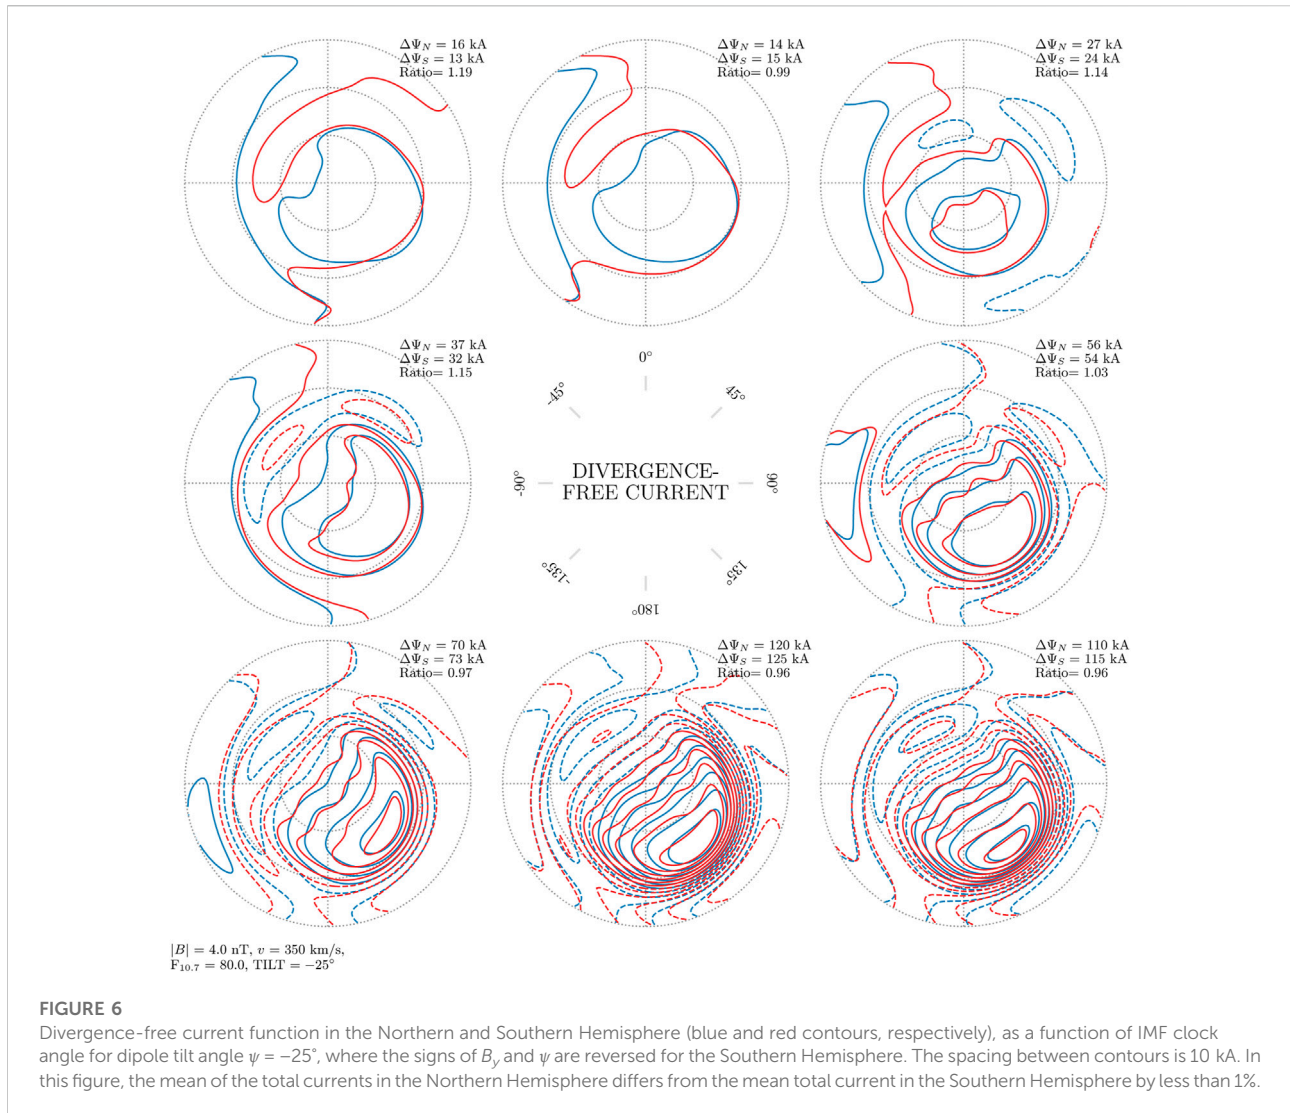 ΔΨ_N = 16 kA
ΔΨ_S = 13 kA
Ratio= 1.19
ΔΨ_N = 14 kA
ΔΨ_S = 15 kA
Ratio= 0.99
ΔΨ_N = 27 kA
ΔΨ_S = 24 kA
Ratio= 1.14
ΔΨ_N = 37 kA
ΔΨ_S = 32 kA
Ratio= 1.15
0°
-45°
45°
-90°
DIVERGENCE-
FREE CURRENT
90°
-135°
135°
180°
ΔΨ_N = 56 kA
ΔΨ_S = 54 kA
Ratio= 1.03
ΔΨ_N = 70 kA
ΔΨ_S = 73 kA
Ratio= 0.97
ΔΨ_N = 120 kA
ΔΨ_S = 125 kA
Ratio= 0.96
ΔΨ_N = 110 kA
ΔΨ_S = 115 kA
Ratio= 0.96
|B| = 4.0 nT, v = 350 km/s,
F_10.7 = 80.0, TILT = −25°
FIGURE 6
Divergence-free current function in the Northern and Southern Hemisphere (blue and red contours, respectively), as a function of IMF clock
angle for dipole tilt angle ψ = −25°, where the signs of B_y and ψ are reversed for the Southern Hemisphere. The spacing between contours is 10 kA. In
this figure, the mean of the total currents in the Northern Hemisphere differs from the mean total current in the Southern Hemisphere by less than 1%.